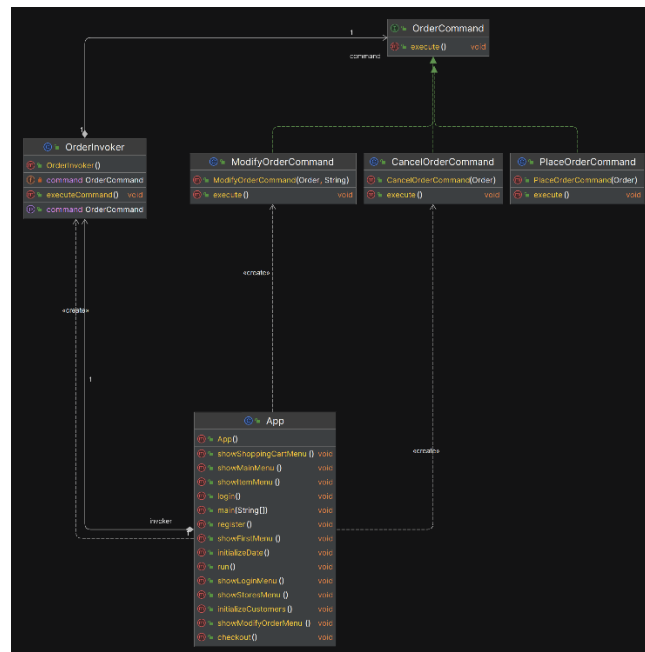 OrderCommand
execute() void
1
command
1
OrderInvoker
OrderInvoker()
command OrderCommand
executeCommand() void
command OrderCommand
ModifyOrderCommand
ModifyOrderCommand(Order, String)
execute() void
CancelOrderCommand
CancelOrderCommand(Order)
execute() void
PlaceOrderCommand
PlaceOrderCommand(Order)
execute() void
«create»
«create»
1
«create»
invoker
1
App
App()
showShoppingCartMenu () void
showMainMenu () void
showItemMenu () void
login() void
main(String[]) void
register() void
showFirstMenu () void
initializeDate() void
run() void
showLoginMenu () void
showStoresMenu () void
initializeCustomers () void
showModifyOrderMenu () void
checkout() void